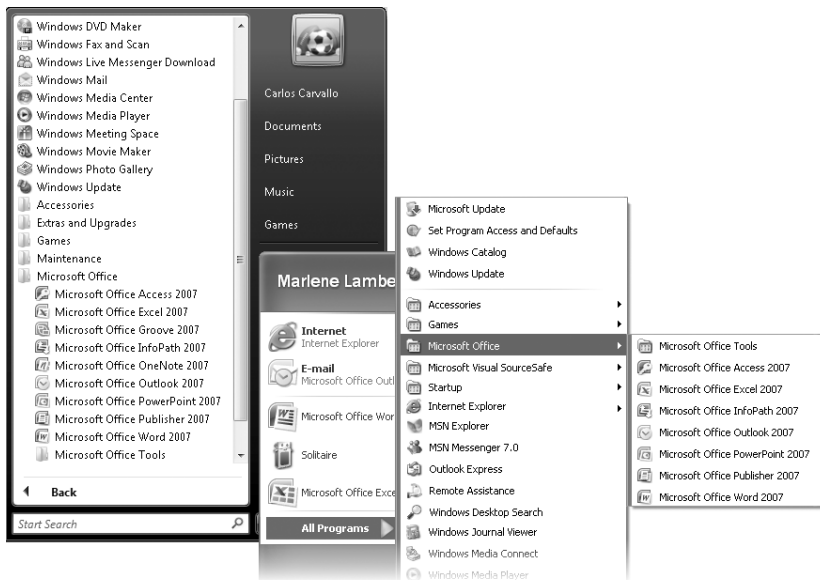 Windows DVD Maker
Windows Fax and Scan
Windows Live Messenger Download
Windows Mail
Windows Media Center
Windows Media Player
Windows Meeting Space
Windows Movie Maker
Windows Photo Gallery
Windows Update
Accessories
Extras and Upgrades
Games
Maintenance
Microsoft Office
Microsoft Office Access 2007
Microsoft Office Excel 2007
Microsoft Office Groove 2007
Microsoft Office InfoPath 2007
Microsoft Office OneNote 2007
Microsoft Office Outlook 2007
Microsoft Office PowerPoint 2007
Microsoft Office Publisher 2007
Microsoft Office Word 2007
Microsoft Office Tools
Back
Start Search
Carlos Carvallo
Documents
Pictures
Music
Games
Marlene Lambe
Internet
Internet Explorer
E-mail
Microsoft Office Outl
Microsoft Office Wor
Solitaire
Microsoft Office Exce
All Programs
Microsoft Update
Set Program Access and Defaults
Windows Catalog
Windows Update
Accessories
Games
Microsoft Office
Microsoft Visual SourceSafe
Startup
Internet Explorer
MSN Explorer
MSN Messenger 7.0
Outlook Express
Remote Assistance
Windows Desktop Search
Windows Journal Viewer
Windows Media Connect
Windows Media Player
Microsoft Office Tools
Microsoft Office Access 2007
Microsoft Office Excel 2007
Microsoft Office InfoPath 2007
Microsoft Office Outlook 2007
Microsoft Office PowerPoint 2007
Microsoft Office Publisher 2007
Microsoft Office Word 2007